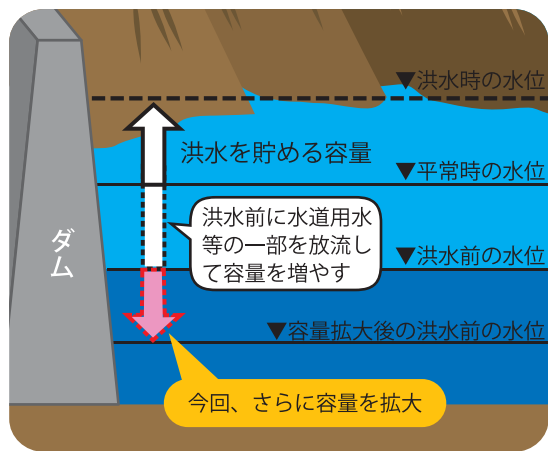 ▼洪水時の水位
洪水を貯める容量
▼平常時の水位
洪水前に水道用水
等の一部を放流し
て容量を増やす
▼洪水前の水位
ダム
▼容量拡大後の洪水前の水位
今回、さらに容量を拡大